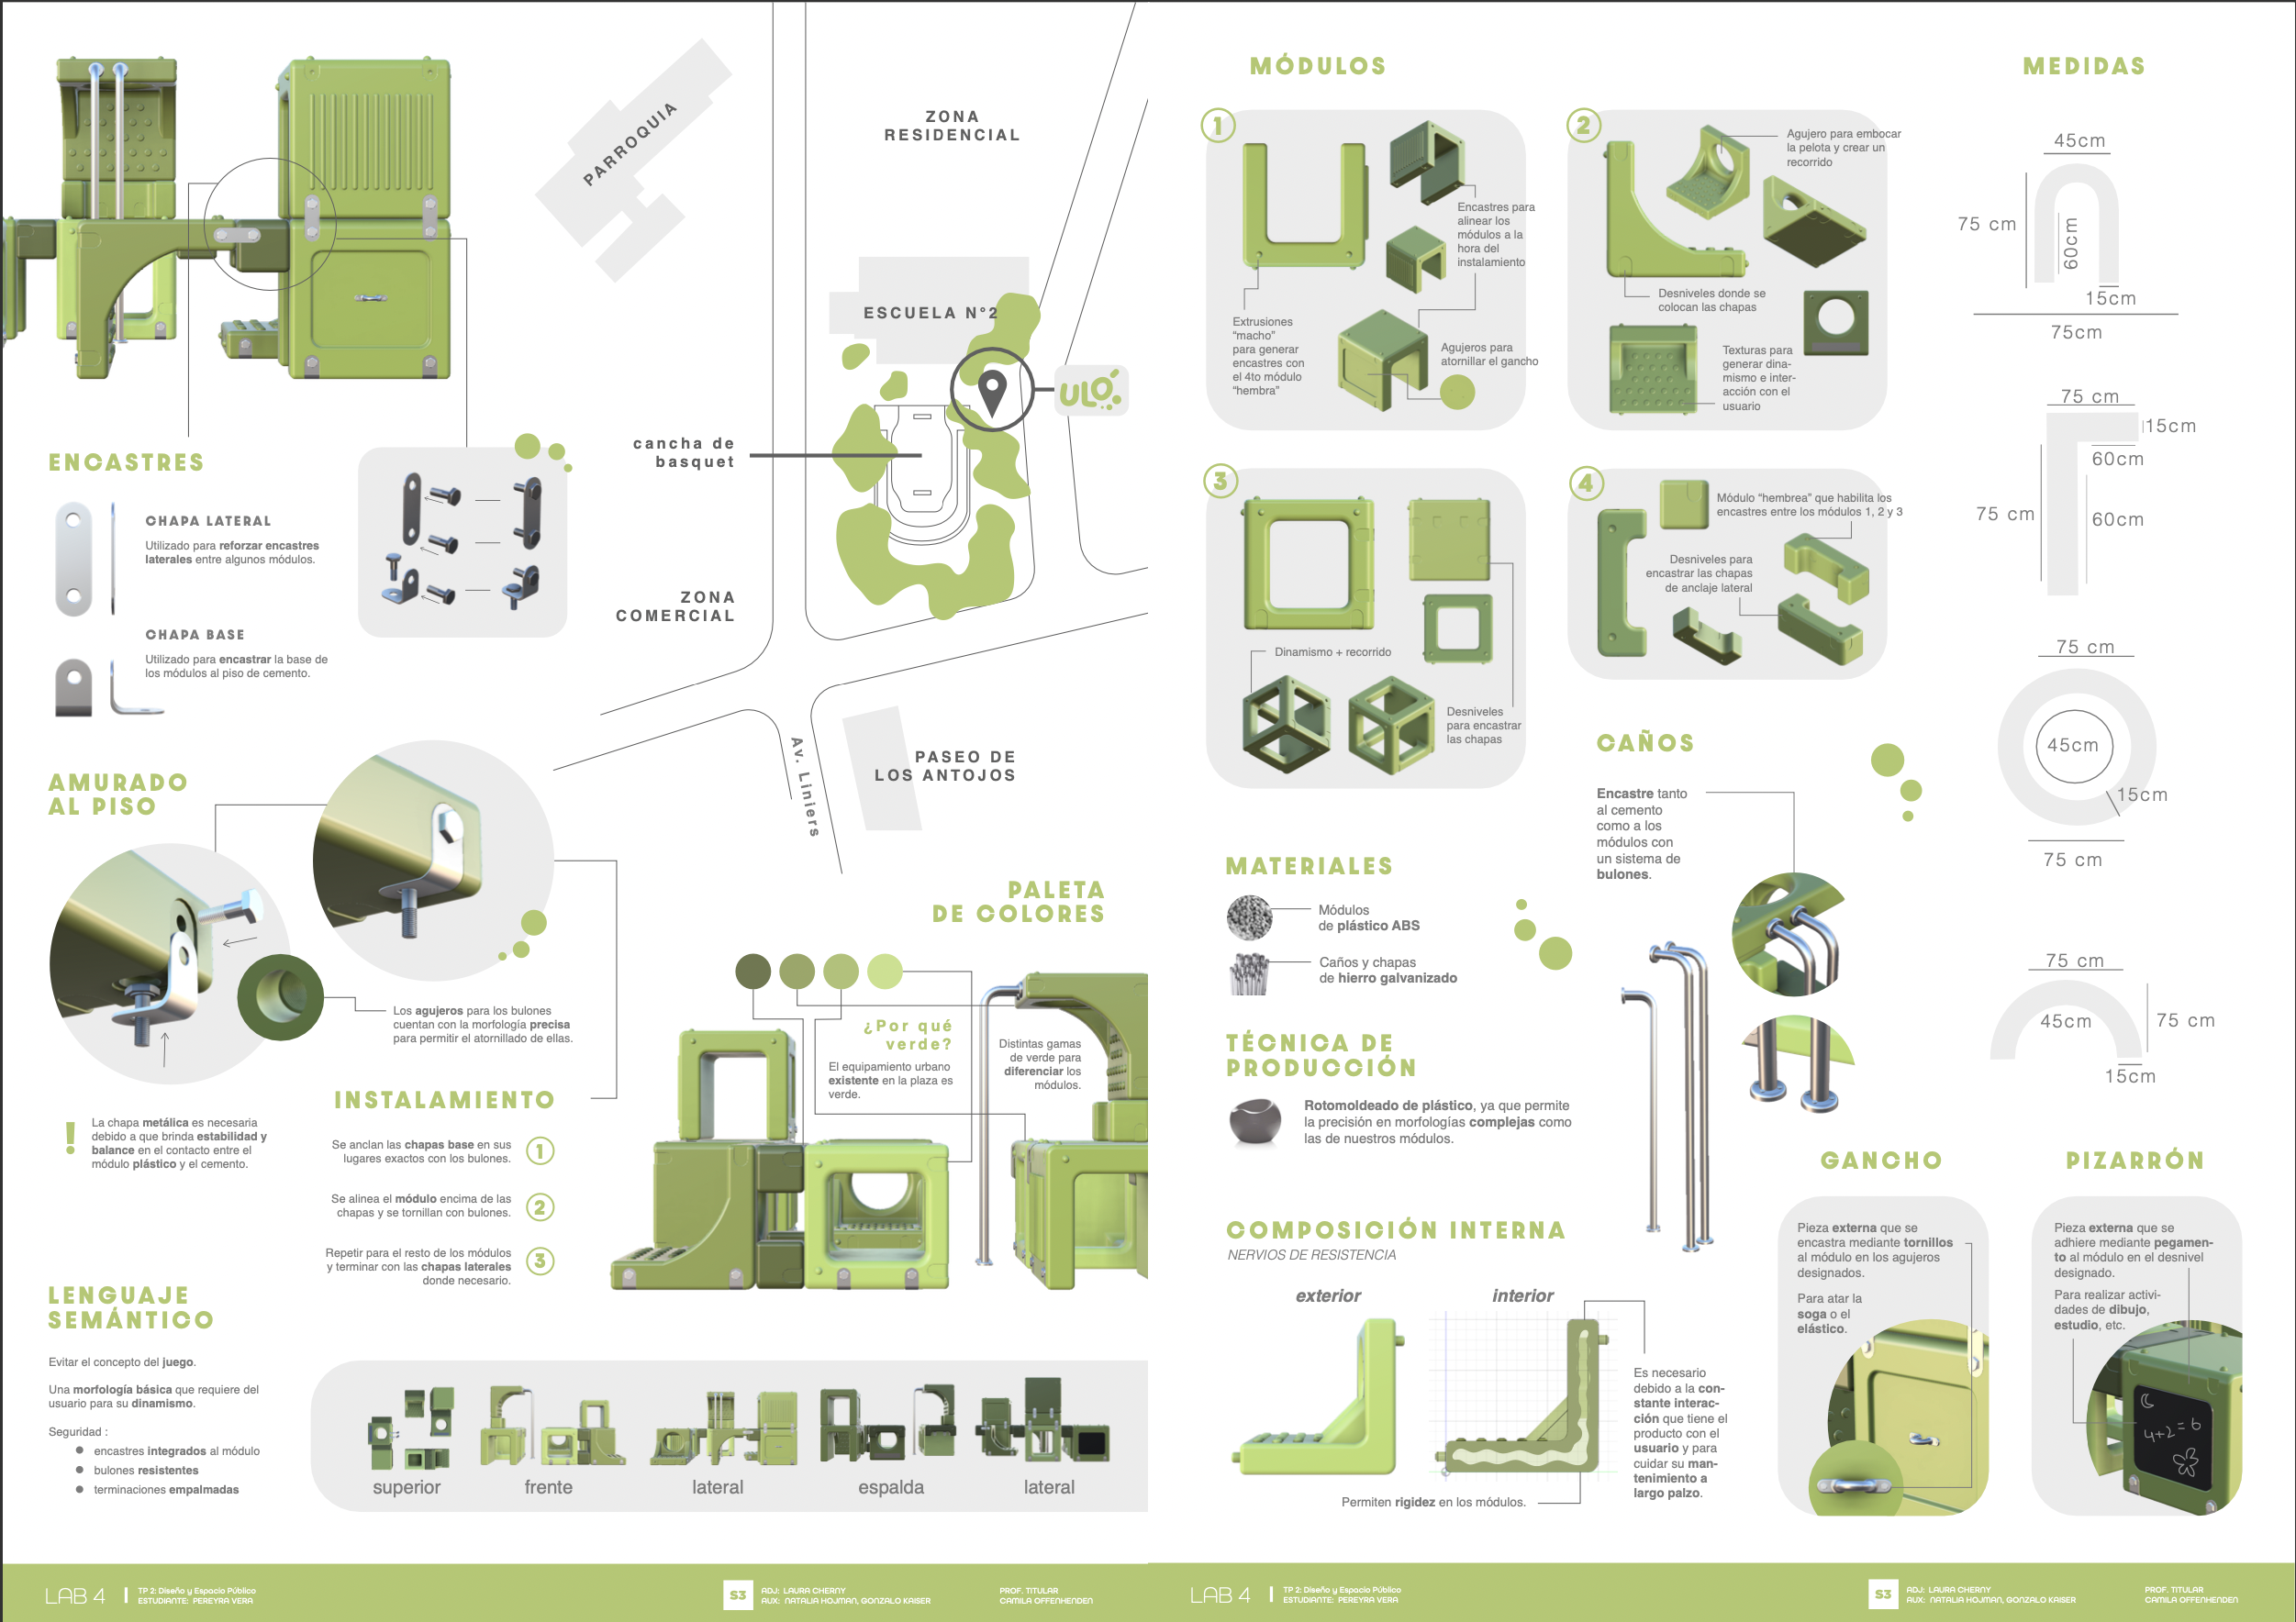 PARROQUIA
ZONA
RESIDENCIAL
ESCUELA N°2
ULO
cancha de
basquet
ZONA
COMERCIAL
Av. Liniers
PASEO DE
LOS ANTOJOS
ENCASTRES
CHAPA LATERAL
Utilizado para reforzar encastres
laterales entre algunos módulos.
CHAPA BASE
Utilizado para encastrar la base de
los módulos al piso de cemento.
AMURADO
AL PISO
Los agujeros para los bulones
cuentan con la morfología precisa
para permitir el atornillado de ellas.
!
La chapa metálica es necesaria
debido a que brinda estabilidad y
balance en el contacto entre el
módulo plástico y el cemento.
INSTALAMIENTO
Se anclan las chapas base en sus
lugares exactos con los bulones.
1
Se alinea el módulo encima de las
chapas y se tornillan con bulones.
2
Repetir para el resto de los módulos
y terminar con las chapas laterales
donde necesario.
3
PALETA
DE COLORES
¿Por qué
verde?
El equipamiento urbano
existente en la plaza es
verde.
Distintas gamas
de verde para
diferenciar los
módulos.
LENGUAJE
SEMÁNTICO
Evitar el concepto del juego.
Una morfología básica que requiere del
usuario para su dinamismo.
Seguridad :
● encastres integrados al módulo
● bulones resistentes
● terminaciones empalmadas
superior
frente
lateral
espalda
lateral
LAB 4
TP 2: Diseño y Espacio Público
ESTUDIANTE: PEREYRA VERA
S3
ADJ: LAURA CHERNY
AUX: NATALIA HOJMAN, GONZALO KAISER
PROF. TITULAR
CAMILA OFFENHENDEN
MÓDULOS
1
Encastres para
alinear los
módulos a la
hora del
instalamiento
Extrusiones
“macho”
para generar
encastres con
el 4to módulo
“hembra”
Agujeros para
atornillar el gancho
2
Agujero para embocar
la pelota y crear un
recorrido
Desniveles donde se
colocan las chapas
Texturas para
generar dina-
mismo e inter-
acción con el
usuario
3
Dinamismo + recorrido
Desniveles
para encastrar
las chapas
4
Módulo “hembrea” que habilita los
encastres entre los módulos 1, 2 y 3
Desniveles para
encastrar las chapas
de anclaje lateral
MEDIDAS
45cm
75 cm
60cm
15cm
75cm
75 cm
15cm
60cm
75 cm
60cm
75 cm
45cm
15cm
75 cm
75 cm
45cm
75 cm
15cm
CAÑOS
Encastre tanto
al cemento
como a los
módulos con
un sistema de
bulones.
MATERIALES
Módulos
de plástico ABS
Caños y chapas
de hierro galvanizado
TÉCNICA DE
PRODUCCIÓN
Rotomoldeado de plástico, ya que permite
la precisión en morfologías complejas como
las de nuestros módulos.
COMPOSICIÓN INTERNA
NERVIOS DE RESISTENCIA
exterior
interior
Es necesario
debido a la con-
stante interac-
ción que tiene el
producto con el
usuario y para
cuidar su man-
tenimiento a
largo palzo.
Permiten rigidez en los módulos.
GANCHO
Pieza externa que se
encastra mediante tornillos
al módulo en los agujeros
designados.
Para atar la
soga o el
elástico.
PIZARRÓN
Pieza externa que se
adhiere mediante pegamen-
to al módulo en el desnivel
designado.
Para realizar activi-
dades de dibujo,
estudio, etc.
4+2=6
LAB 4
TP 2: Diseño y Espacio Público
ESTUDIANTE: PEREYRA VERA
S3
ADJ: LAURA CHERNY
AUX: NATALIA HOJMAN, GONZALO KAISER
PROF. TITULAR
CAMILA OFFENHENDEN